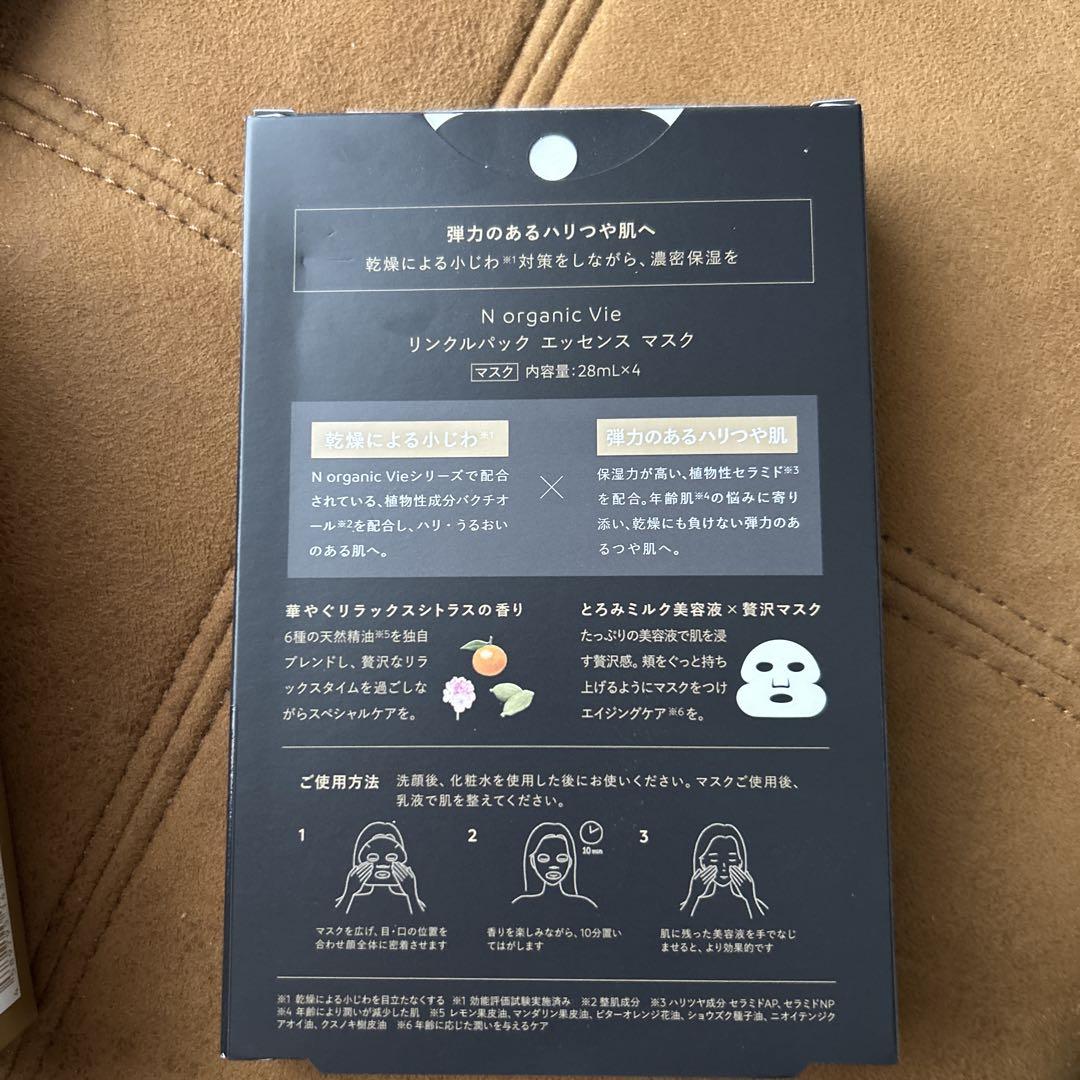 弾力のあるハリつや肌へ
乾燥による小じわ※1対策をしながら、濃密保湿を
N organic Vie
リンクルパック エッセンス マスク
マスク 内容量:28mL×4
乾燥による小じわ※1
N organic Vieシリーズで配合
されている、植物性成分バクチオ
ール※2を配合し、ハリ・うるおい
のある肌へ。
×
弾力のあるハリつや肌
保湿力が高い、植物性セラミド※3
を配合。年齢肌※4の悩みに寄り
添い、乾燥にも負けない弾力のあ
るつや肌へ。
華やぐリラックスシトラスの香り
6種の天然精油※5を独自
ブレンドし、贅沢なリラ
ックスタイムを過ごしな
がらスペシャルケアを。
とろみミルク美容液×贅沢マスク
たっぷりの美容液で肌を浸
す贅沢感。頬をぐっと持ち
上げるようにマスクをつけ
エイジングケア※6を。
ご使用方法 洗顔後、化粧水を使用した後にお使いください。マスクご使用後、
乳液で肌を整えてください。
1
マスクを広げ、目・口の位置を
合わせ顔全体に密着させます
2
10 min
香りを楽しみながら、10分置い
てはがします
3
肌に残った美容液を手でなじ
ませると、より効果的です
※1 乾燥による小じわを目立たなくする ※1 効能評価試験実施済み ※2 整肌成分 ※3 ハリツヤ成分 セラミドAP、セラミドNP
※4 年齢により潤いが減少した肌 ※5 レモン果皮油、マンダリン果皮油、ビターオレンジ花油、ショウズク種子油、ニオイテンジク
アオイ油、クスノキ樹皮油 ※6 年齢に応じた潤いを与えるケア